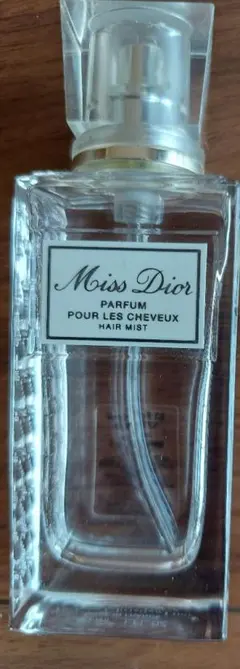 Miss Dior
PARFUM
POUR LES CHEVEUX
HAIR MIST